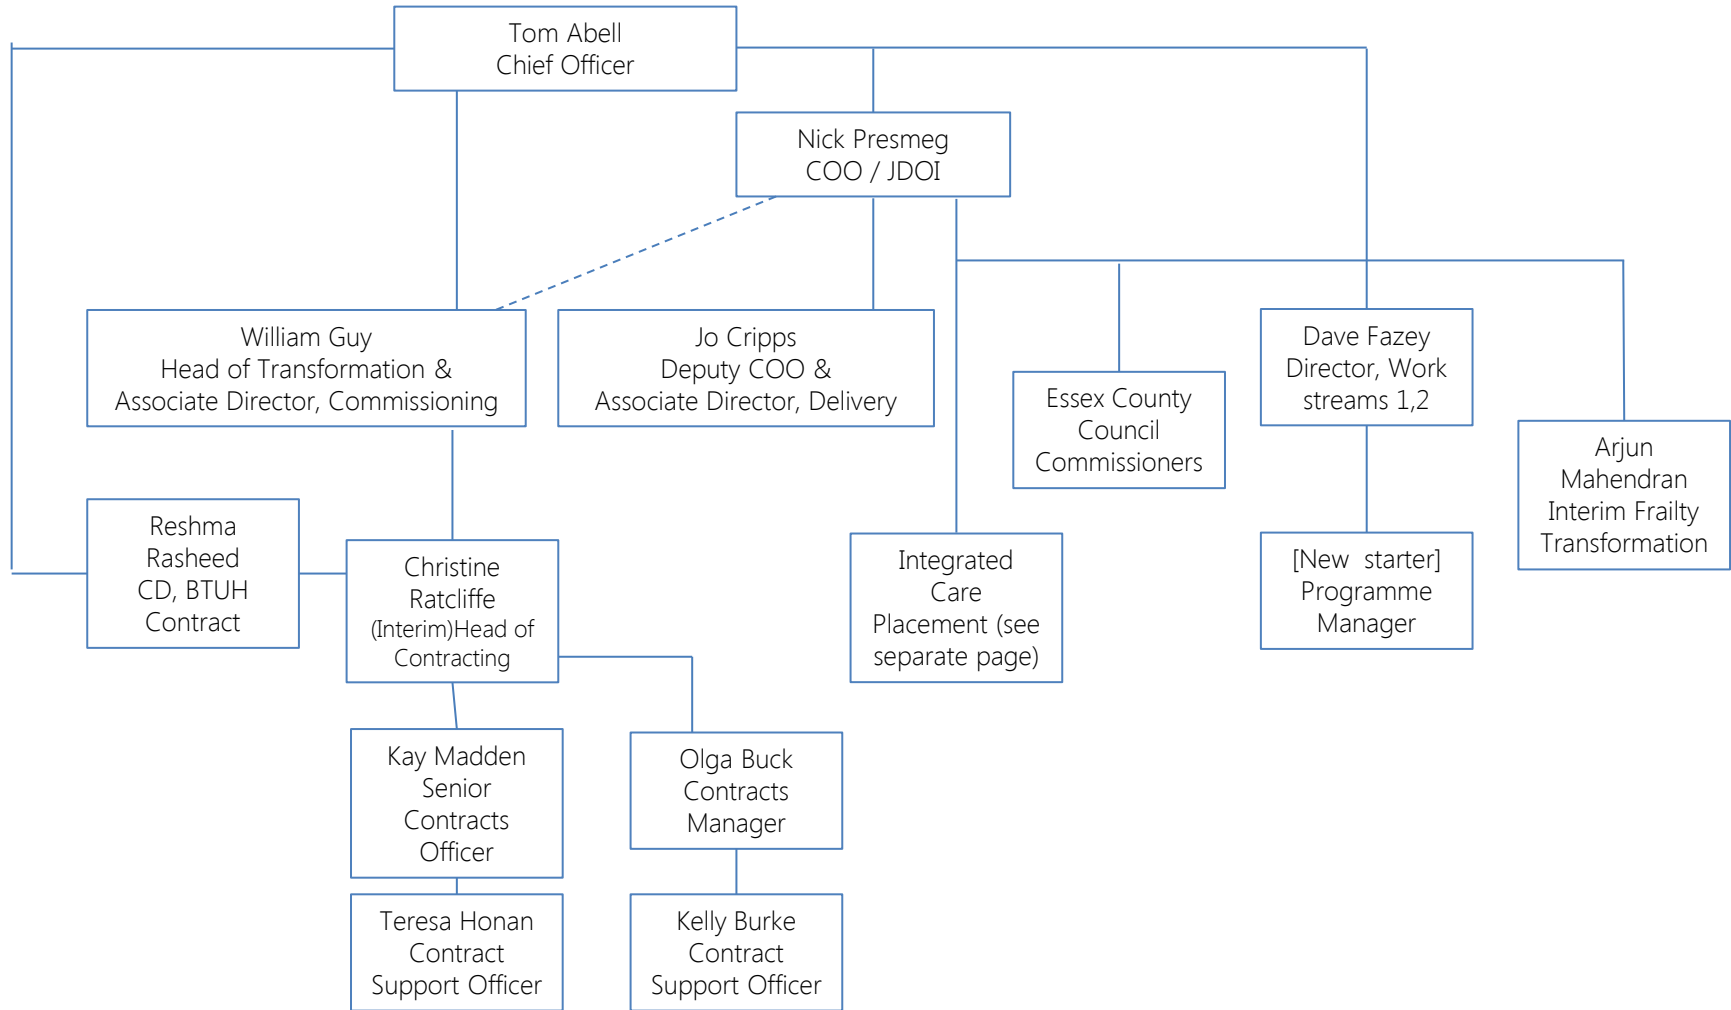 Tom Abell
Chief Officer
Nick Presmeg
COO / JDOI
William Guy
Head of Transformation &
Associate Director, Commissioning
Jo Cripps
Deputy COO &
Associate Director, Delivery
Essex County
Council
Commissioners
Dave Fazey
Director, Work
streams 1,2
Arjun
Mahendran
Interim Frailty
Transformation
Reshma
Rasheed
CD, BTUH
Contract
Christine
Ratcliffe
(Interim)Head of
Contracting
Integrated
Care
Placement (see
separate page)
[New starter]
Programme
Manager
Kay Madden
Senior
Contracts
Officer
Olga Buck
Contracts
Manager
Teresa Honan
Contract
Support Officer
Kelly Burke
Contract
Support Officer